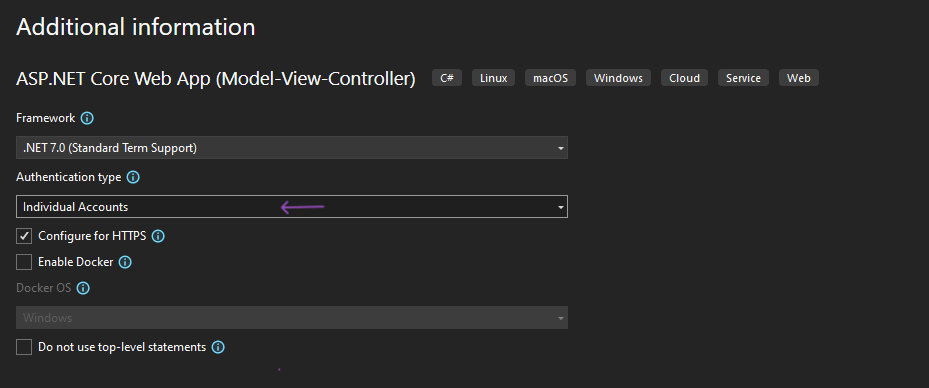 Additional information
ASP.NET Core Web App (Model-View-Controller) C# Linux macOS Windows Cloud Service Web
Framework
.NET 7.0 (Standard Term Support)
Authentication type
Individual Accounts
Configure for HTTPS
Enable Docker
Docker OS
Windows
Do not use top-level statements